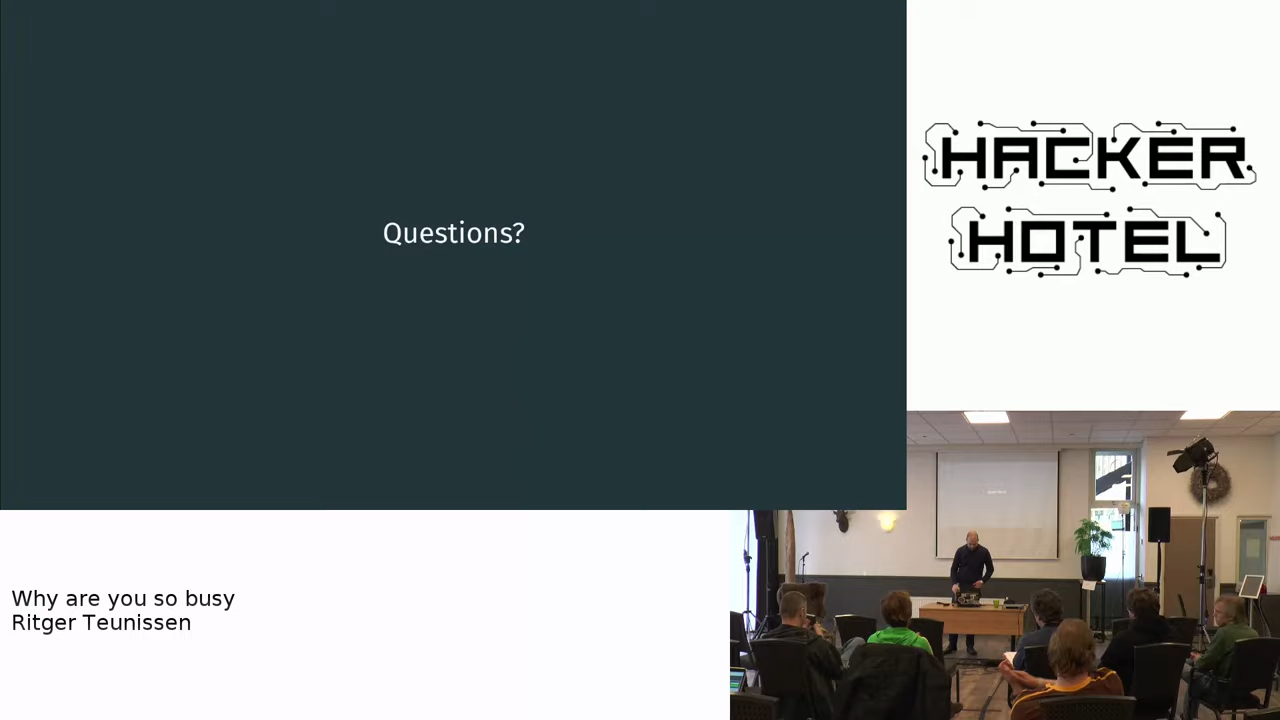 Questions?
HACKER
HOTEL
Why are you so busy
Ritger Teunissen